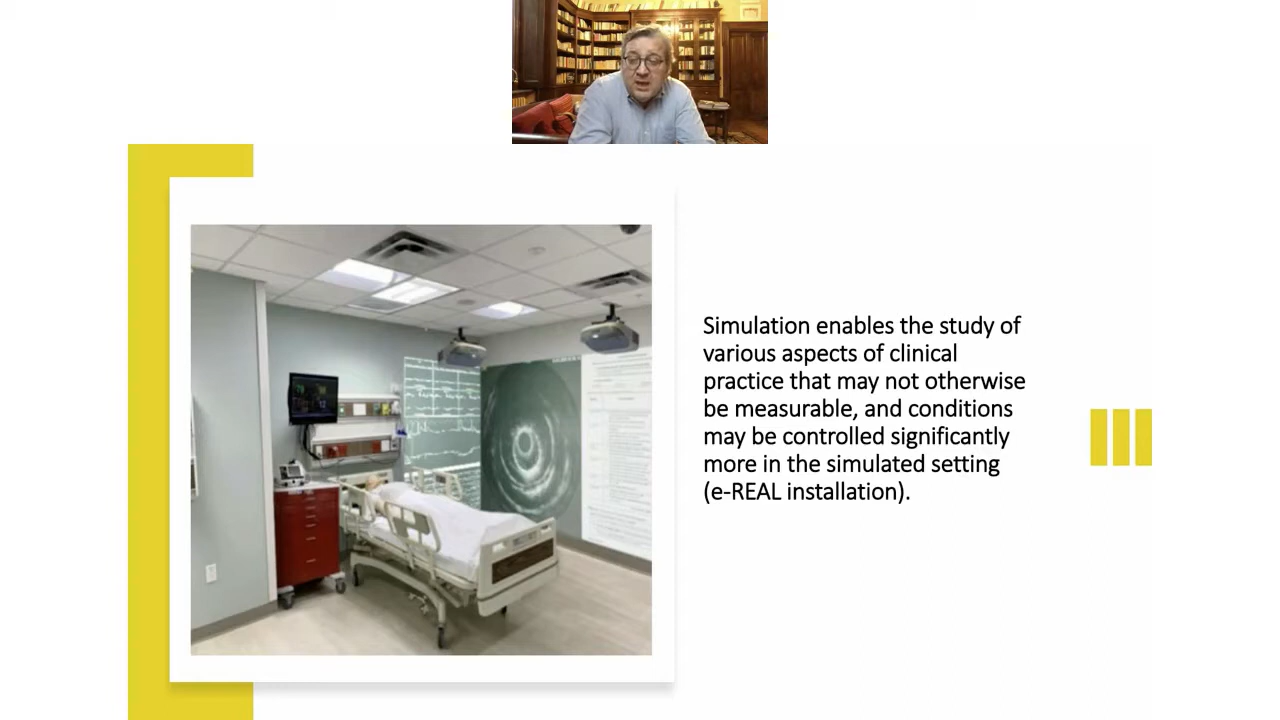 Simulation enables the study of
various aspects of clinical
practice that may not otherwise
be measurable, and conditions
may be controlled significantly
more in the simulated setting
(e-REAL installation).